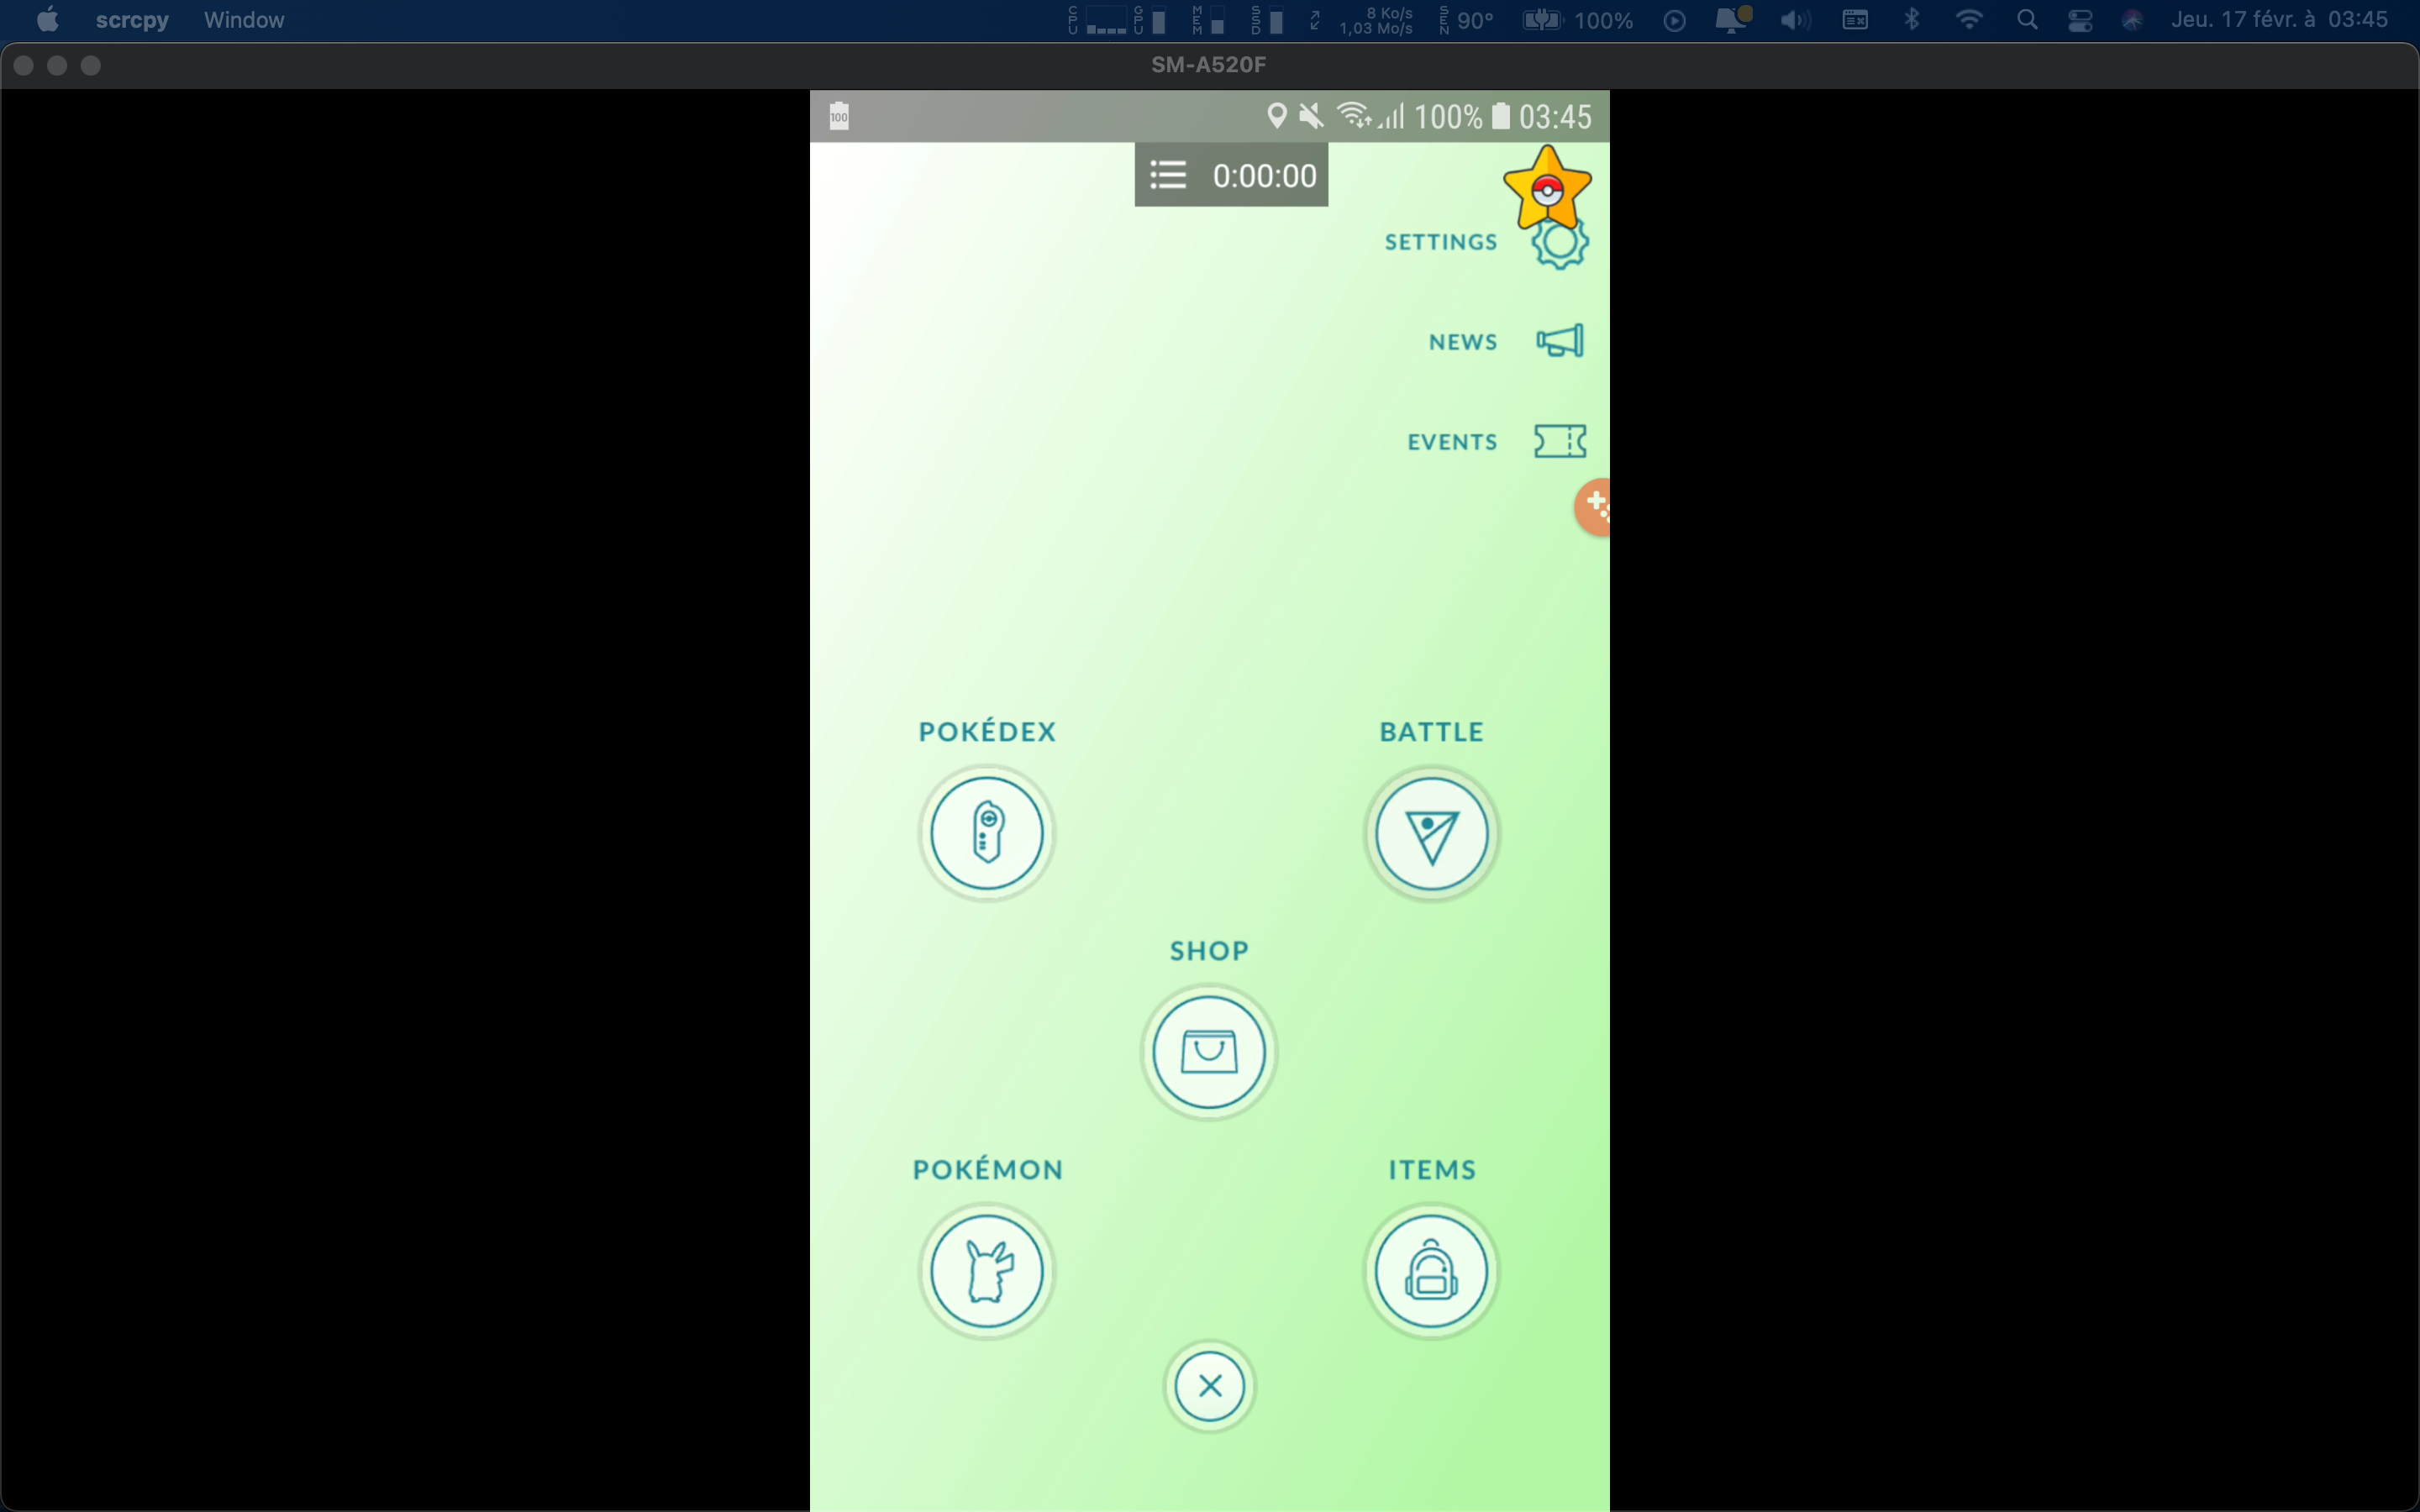 scrcpy Window
CPU GPU MEM SSD 8 Ko/s SEN 90° 100% Jeu. 17 févr. à 03:45
1,03 Mo/s
SM-A520F
100 100% 03:45
0:00:00
SETTINGS
NEWS
EVENTS
POKÉDEX BATTLE
SHOP
POKÉMON ITEMS